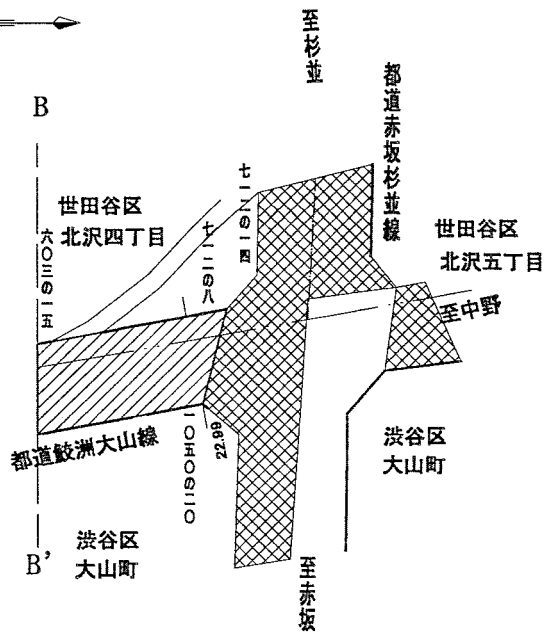 至杉並
都道赤坂杉並線
B
世田谷区
北沢四丁目
六〇三の一五
七一二の八
七一二の一四
世田谷区
北沢五丁目
至中野
都道鮫洲大山線
一〇五〇の二〇
22.99
渋谷区
大山町
渋谷区
大山町
B'
至赤坂